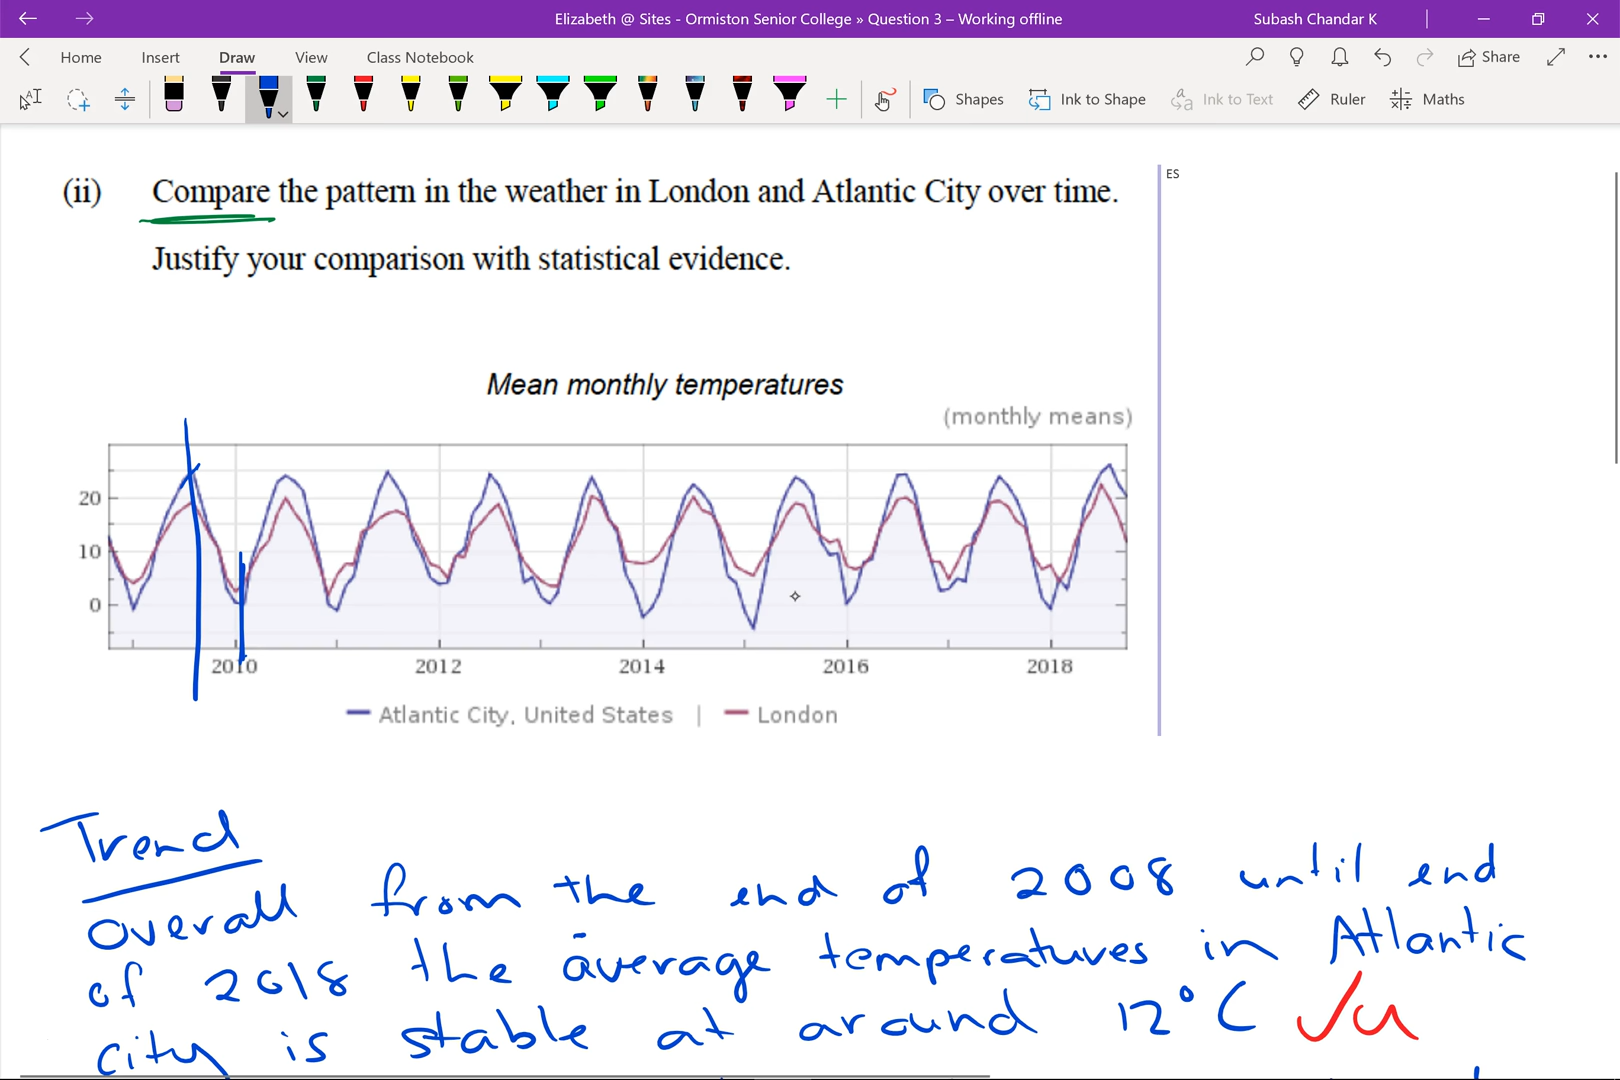 Elizabeth @ Sites - Ormiston Senior College » Question 3 – Working offline
Subash Chandar K
Home Insert Draw View Class Notebook
Share
Shapes Ink to Shape Ink to Text Ruler Maths
(ii) Compare the pattern in the weather in London and Atlantic City over time.
ES
Justify your comparison with statistical evidence.
Mean monthly temperatures
(monthly means)
20
10
0
2010 2012 2014 2016 2018
Atlantic City, United States | London
Trend
Overall from the end of 2008 until end
of 2018 the average temperatures in Atlantic
city is stable at around 12°C